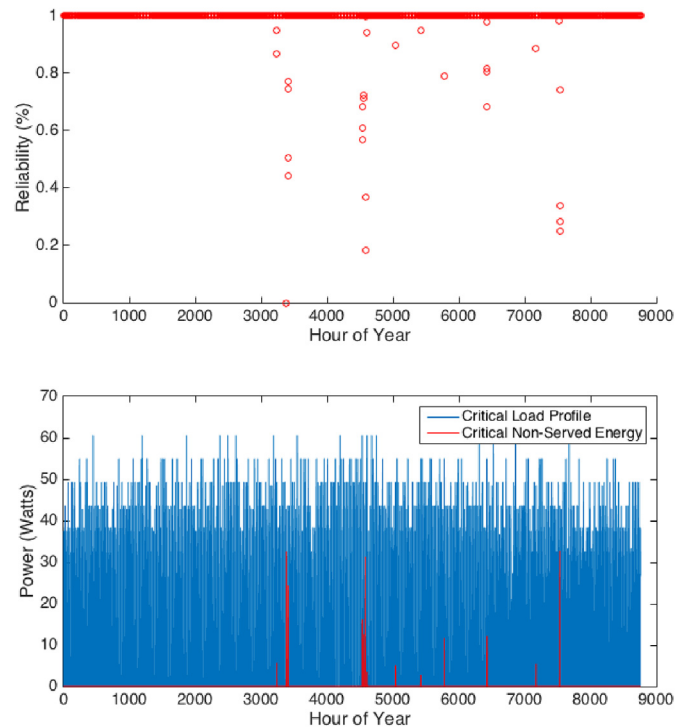 1
0.8
0.6
0.4
0.2
0
Reliability (%)
0 1000 2000 3000 4000 5000 6000 7000 8000 9000
Hour of Year
70
60
50
40
30
20
10
0
Power (Watts)
Critical Load Profile
Critical Non-Served Energy
0 1000 2000 3000 4000 5000 6000 7000 8000 9000
Hour of Year